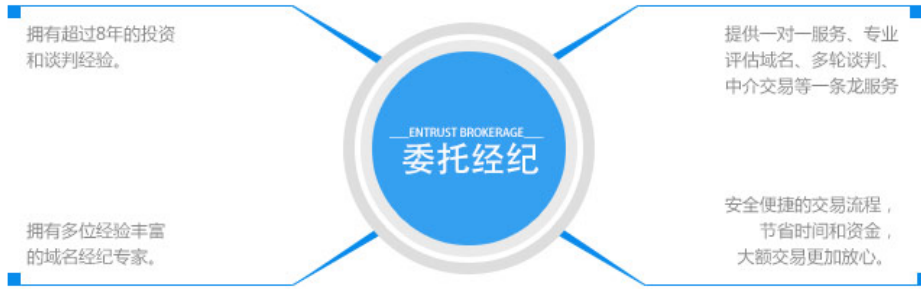 拥有超过8年的投资
和谈判经验。
提供一对一服务、专业
评估域名、多轮谈判、
中介交易等一条龙服务
ENTRUST BROKERAGE
委托经纪
拥有多位经验丰富
的域名经纪专家。
安全便捷的交易流程，
节省时间和资金，
大额交易更加放心。